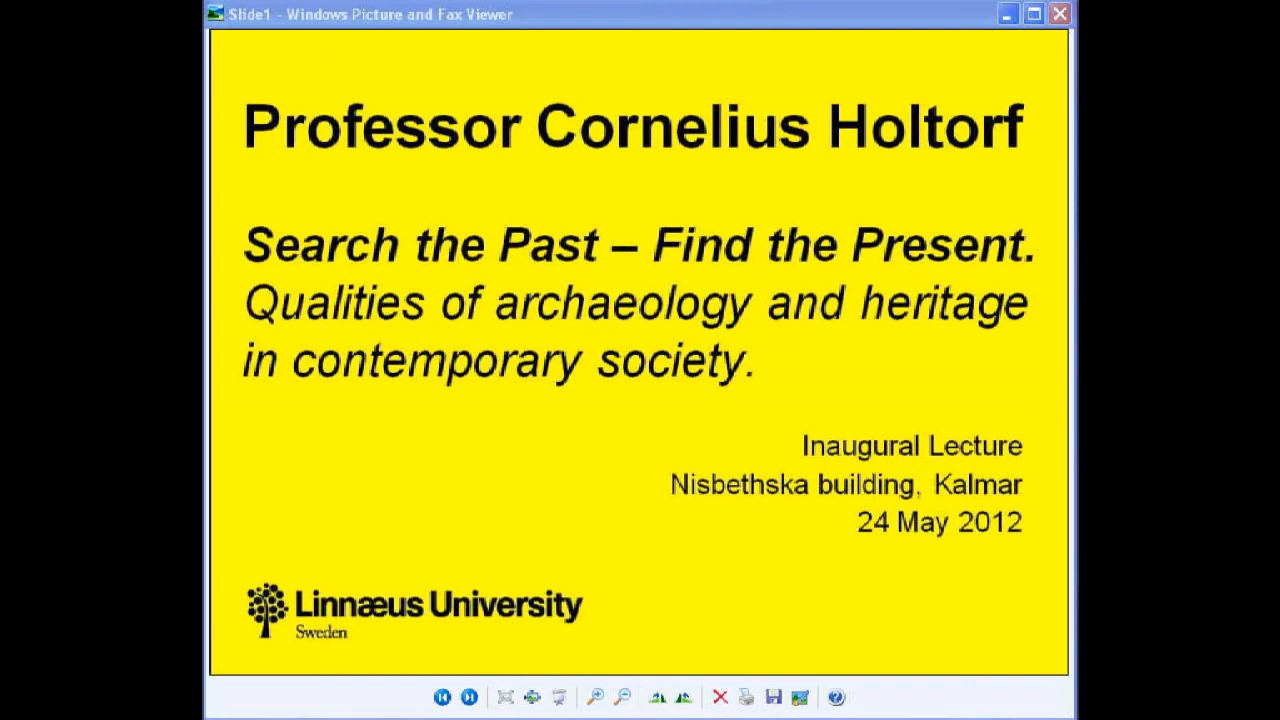 Slide1 - Windows Picture and Fax Viewer
Professor Cornelius Holtorf
Search the Past – Find the Present.
Qualities of archaeology and heritage
in contemporary society.
Inaugural Lecture
Nisbethska building, Kalmar
24 May 2012
Linnæus University
Sweden